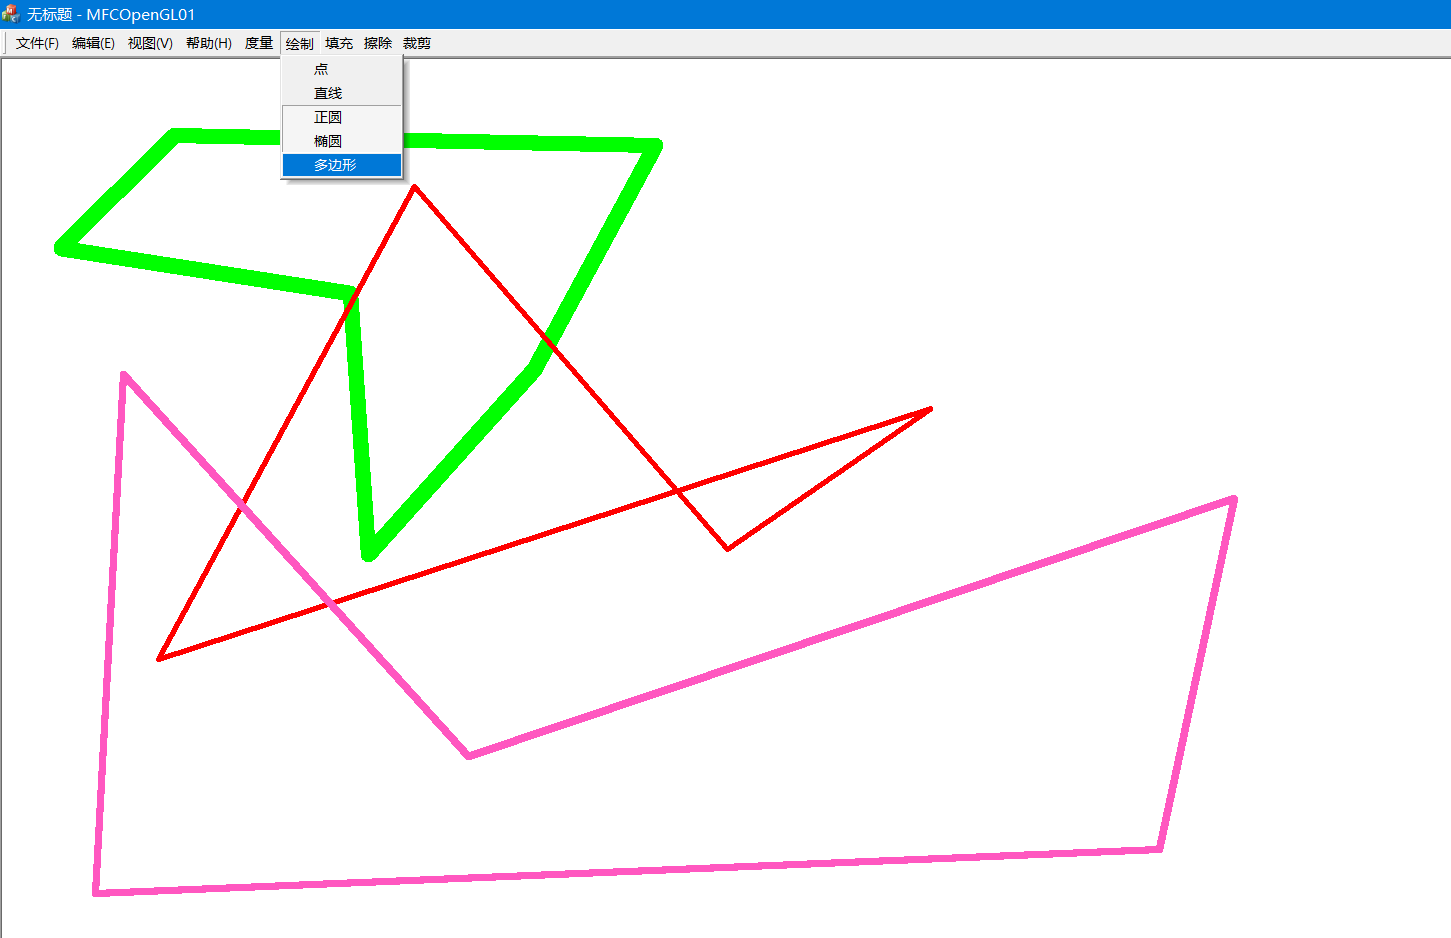 无标题 - MFCOpenGL01
文件(F) 编辑(E) 视图(V) 帮助(H) 度量 绘制 填充 擦除 裁剪
点
直线
正圆
椭圆
多边形